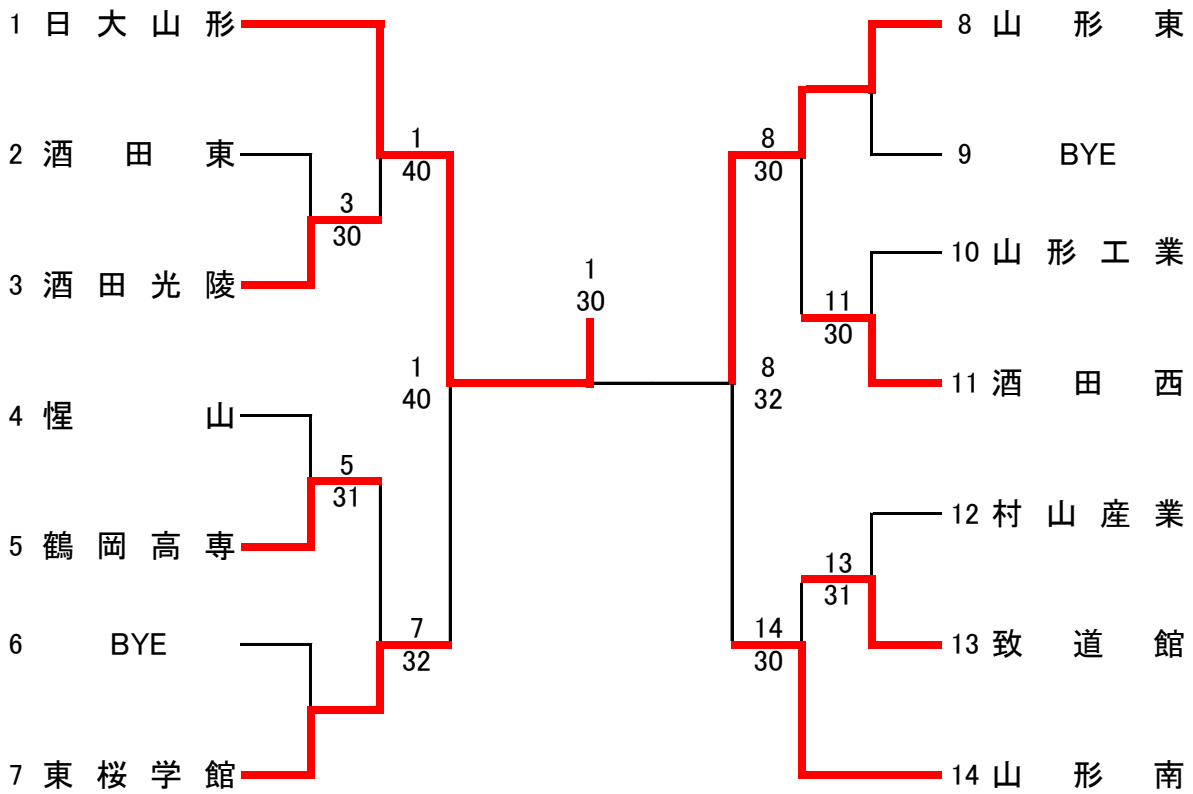 1 日大山形
2 酒田東
3 酒田光陵
4 惺山
5 鶴岡高専
6 BYE
7 東桜学館
3
30
5
31
1
40
7
32
1
40
1
30
8
32
8
30
14
30
11
30
13
31
8 山形東
9 BYE
10 山形工業
11 酒田西
12 村山産業
13 致道館
14 山形南